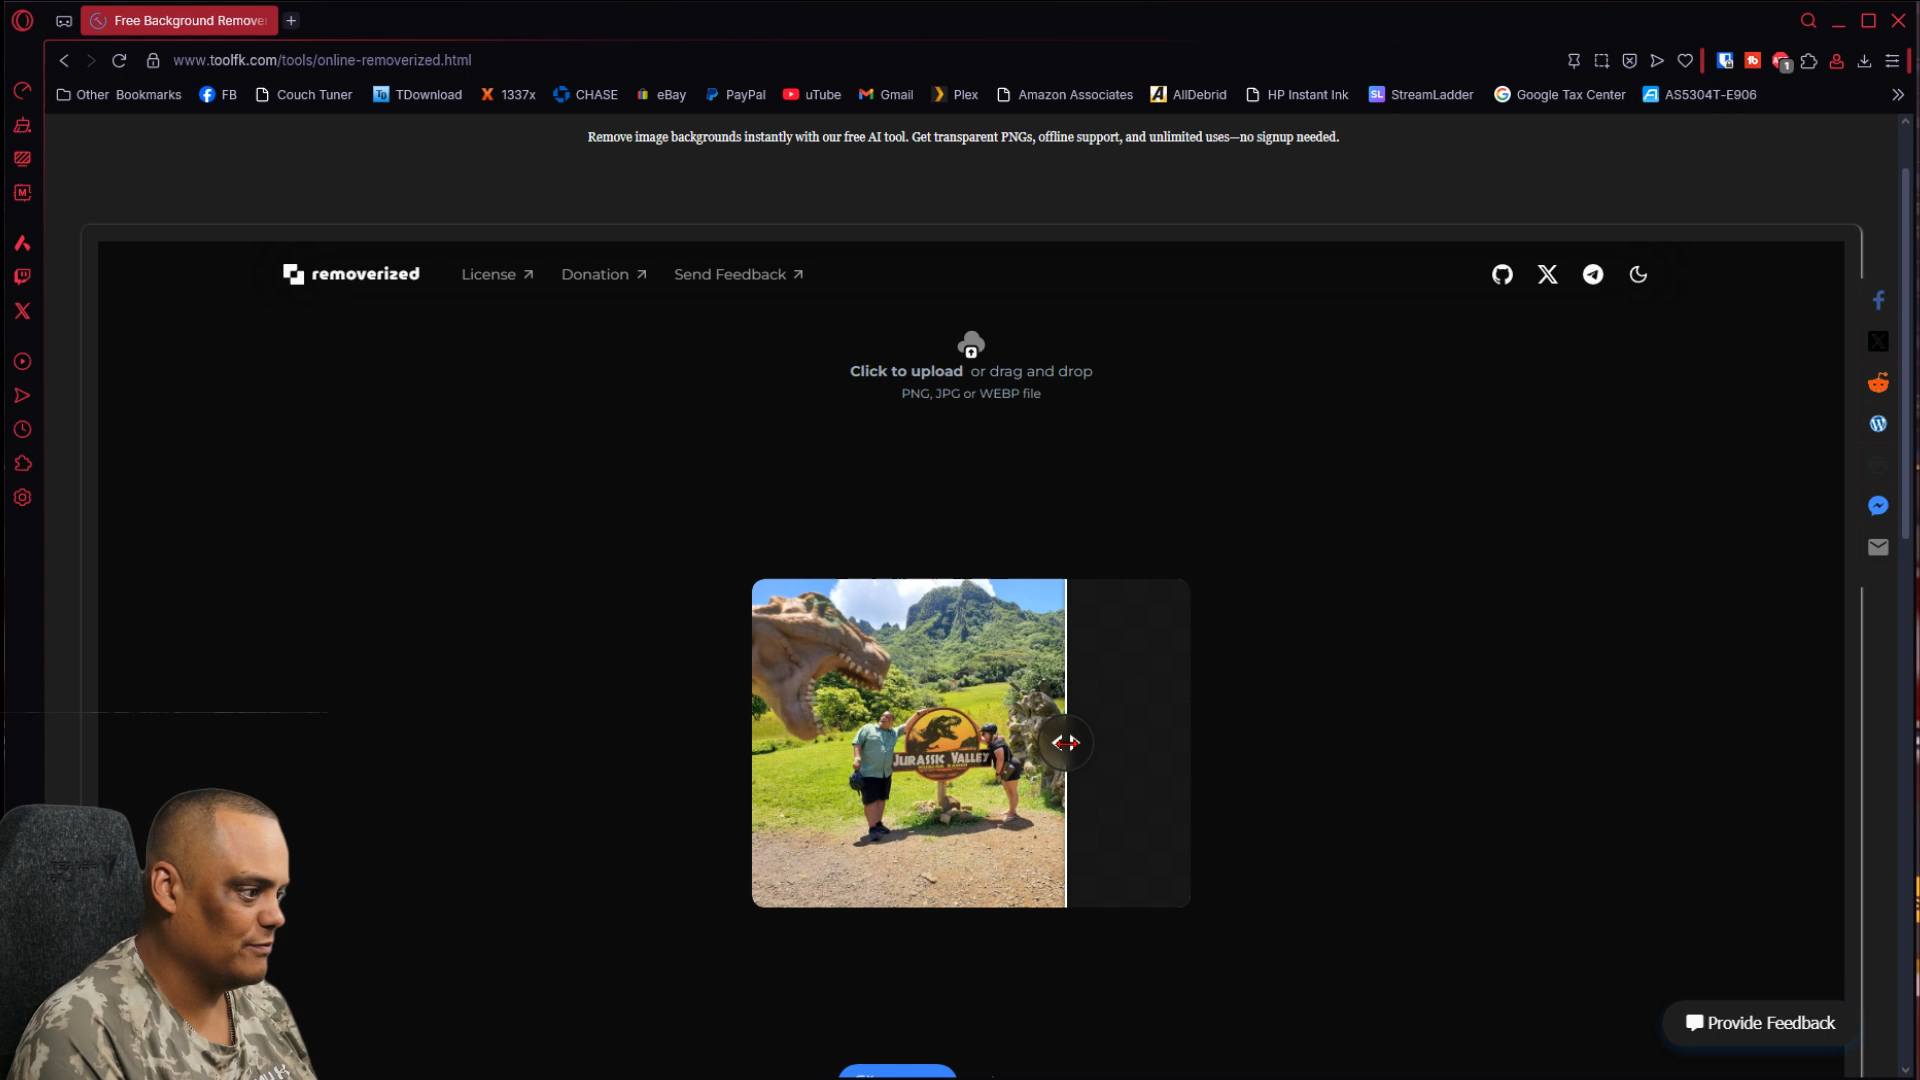 Free Background Remove
www.toolfk.com/tools/online-removerized.html
1
Other Bookmarks FB Couch Tuner TDownload 1337x CHASE eBay PayPal uTube Gmail Plex Amazon Associates AllDebrid HP Instant Ink StreamLadder Google Tax Center AS5304T-E906
Remove image backgrounds instantly with our free AI tool. Get transparent PNGs, offline support, and unlimited uses—no signup needed.
removerized License Donation Send Feedback
Click to upload or drag and drop
PNG, JPG or WEBP file
JURASSIC VALLEY
Provide Feedback